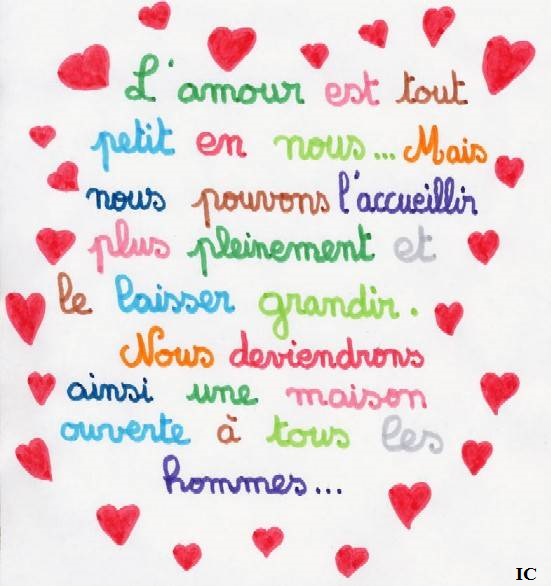 L'amour est tout
petit en nous... Mais
nous pouvons l'accueillir
plus pleinement et
le laisser grandir.
Nous deviendrons
ainsi une maison
ouverte à tous les
hommes...
IC